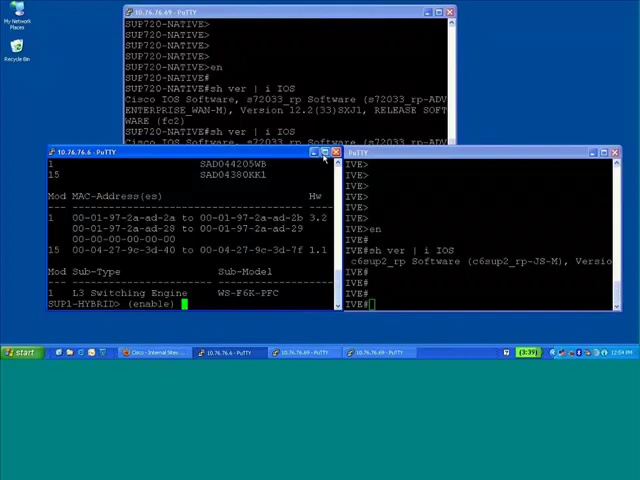 My Network
Places
Recycle Bin
10.76.76.69 - PuTTY
SUP720-NATIVE>
SUP720-NATIVE>
SUP720-NATIVE>
SUP720-NATIVE>
SUP720-NATIVE>en
SUP720-NATIVE#
SUP720-NATIVE#sh ver | i IOS
Cisco IOS Software, s72033_rp Software (s72033_rp-ADV
ENTERPRISE_WAN-M), Version 12.2(33)SXJ1, RELEASE SOFT
WARE (fc2)
SUP720-NATIVE#sh ver | i IOS
Cisco IOS Software, s72033_rp Software (s72033_rp-ADV
10.76.76.6 - PuTTY
1 SAD044205WB
15 SAD04380KK1
Mod MAC-Address(es) Hw
--- -------------------------------------- ----
1 00-01-97-2a-ad-2a to 00-01-97-2a-ad-2b 3.2
00-01-97-2a-ad-28 to 00-01-97-2a-ad-29
00-00-00-00-00-00
15 00-04-27-9c-3d-40 to 00-04-27-9c-3d-7f 1.1
Mod Sub-Type Sub-Model
--- ----------------------- -------------------
1 L3 Switching Engine WS-F6K-PFC
SUP1-HYBRID> (enable)
PuTTY
IVE>
IVE>
IVE>
IVE>
IVE>
IVE>en
IVE#
IVE#sh ver | i IOS
c6sup2_rp Software (c6sup2_rp-JS-M), Versio
IVE#
IVE#
IVE#
IVE#
start
Cisco - Internal Sites ...
10.76.76.6 - PuTTY
10.76.76.69 - PuTTY
10.76.76.69 - PuTTY
(3:39)
12:54 PM